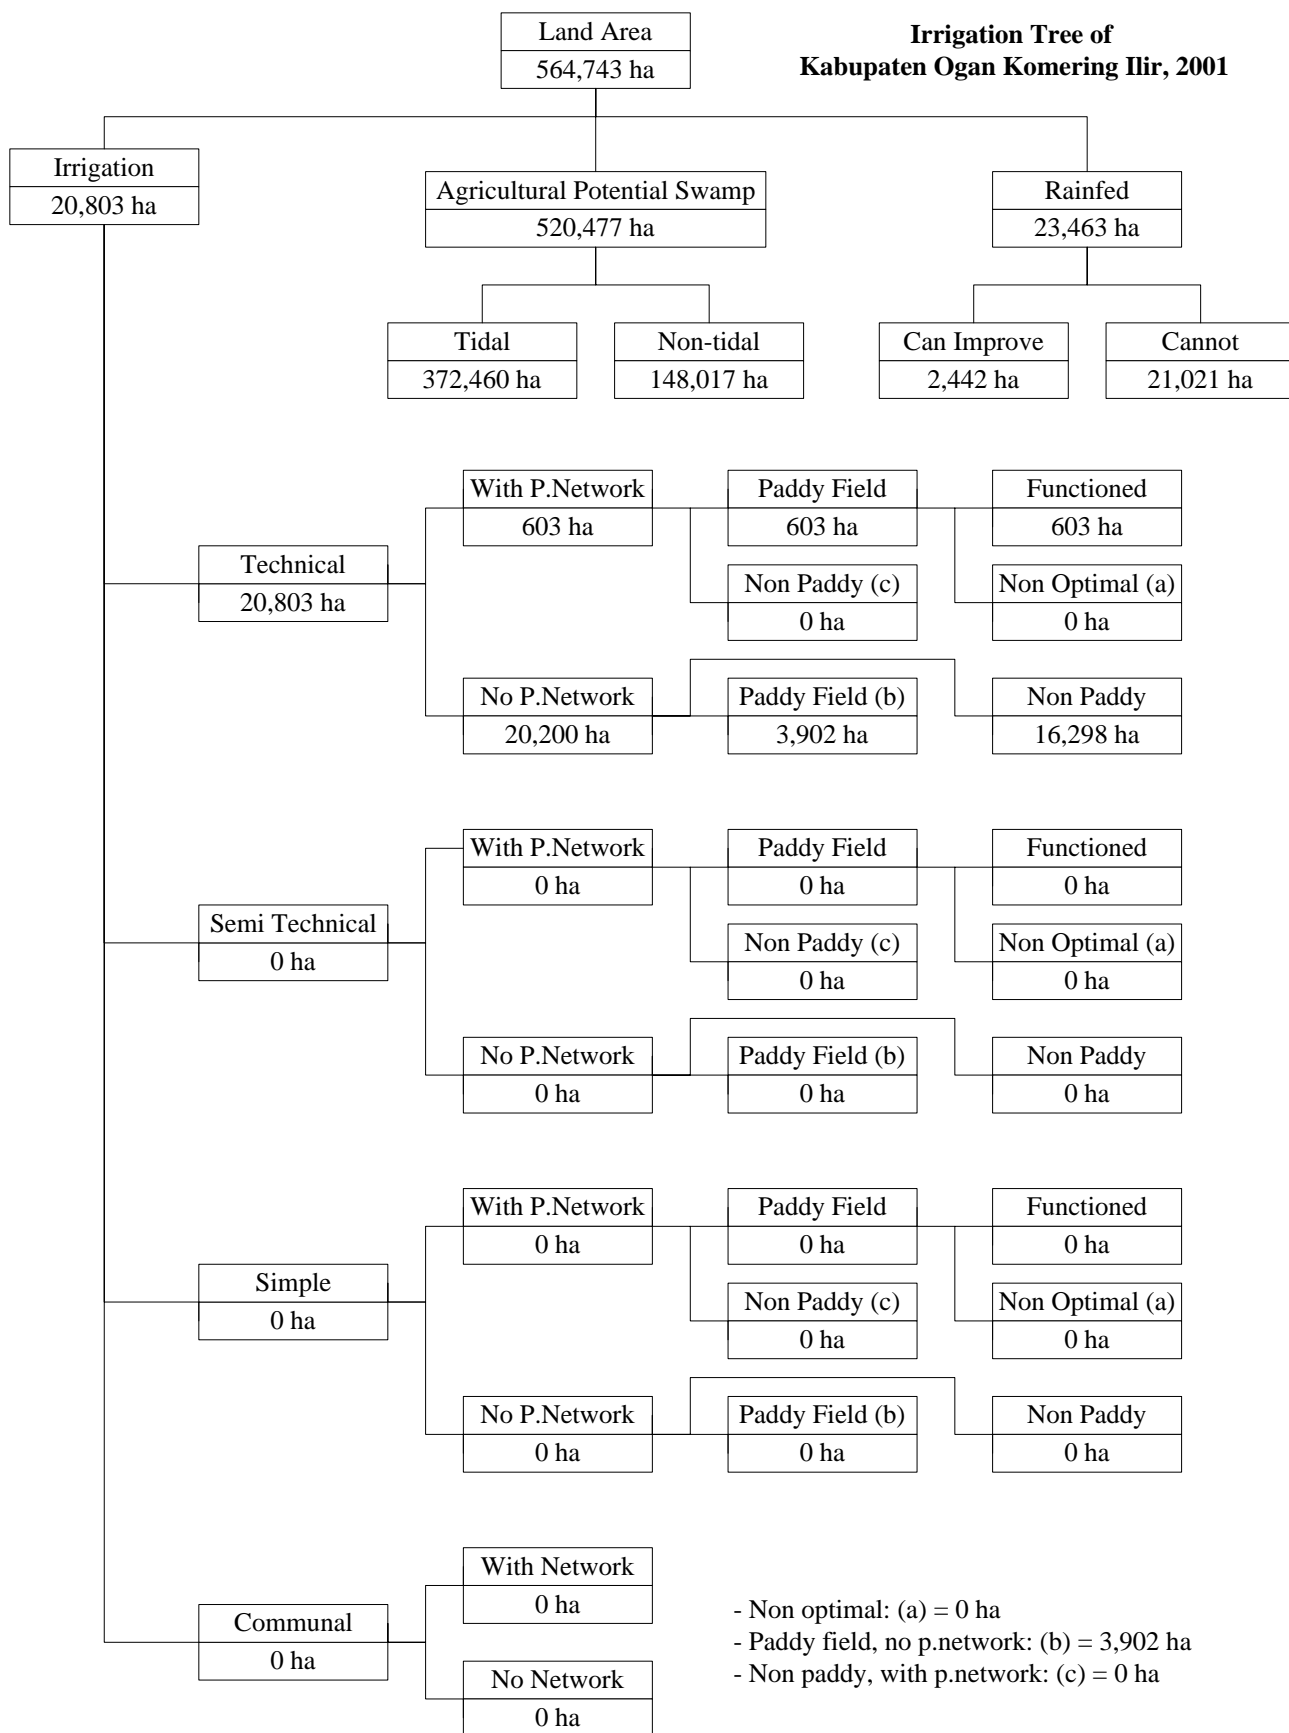 Land Area
564,743 ha
Irrigation Tree of
Kabupaten Ogan Komering Ilir, 2001
Irrigation
20,803 ha
Agricultural Potential Swamp
520,477 ha
Rainfed
23,463 ha
Tidal
372,460 ha
Non-tidal
148,017 ha
Can Improve
2,442 ha
Cannot
21,021 ha
Technical
20,803 ha
With P.Network
603 ha
Paddy Field
603 ha
Functioned
603 ha
Non Paddy (c)
0 ha
Non Optimal (a)
0 ha
No P.Network
20,200 ha
Paddy Field (b)
3,902 ha
Non Paddy
16,298 ha
Semi Technical
0 ha
With P.Network
0 ha
Paddy Field
0 ha
Functioned
0 ha
Non Paddy (c)
0 ha
Non Optimal (a)
0 ha
No P.Network
0 ha
Paddy Field (b)
0 ha
Non Paddy
0 ha
Simple
0 ha
With P.Network
0 ha
Paddy Field
0 ha
Functioned
0 ha
Non Paddy (c)
0 ha
Non Optimal (a)
0 ha
No P.Network
0 ha
Paddy Field (b)
0 ha
Non Paddy
0 ha
Communal
0 ha
With Network
0 ha
No Network
0 ha
- Non optimal: (a) = 0 ha
- Paddy field, no p.network: (b) = 3,902 ha
- Non paddy, with p.network: (c) = 0 ha